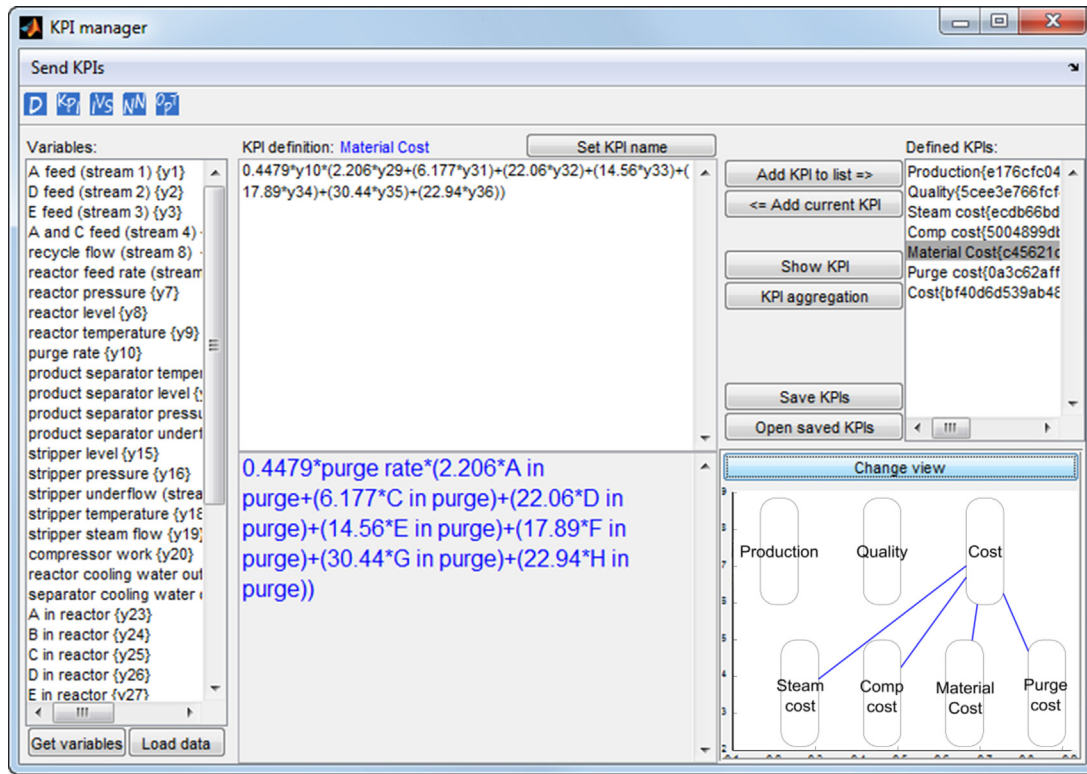 KPI manager
Send KPIs
D KPI IVS NN OPT
Variables:
A feed (stream 1) {y1}
D feed (stream 2) {y2}
E feed (stream 3) {y3}
A and C feed (stream 4)
recycle flow (stream 8)
reactor feed rate (stream
reactor pressure {y7}
reactor level {y8}
reactor temperature {y9}
purge rate {y10}
product separator temper
product separator level {
product separator pressu
product separator underf
stripper level {y15}
stripper pressure {y16}
stripper underflow (strea
stripper temperature {y18
stripper steam flow {y19}
compressor work {y20}
reactor cooling water out
separator cooling water
A in reactor {y23}
B in reactor {y24}
C in reactor {y25}
D in reactor {y26}
E in reactor {y27}
Get variables Load data
KPI definition: Material Cost Set KPI name
0.4479*y10*(2.206*y29+(6.177*y31)+(22.06*y32)+(14.56*y33)+(
17.89*y34)+(30.44*y35)+(22.94*y36))
0.4479*purge rate*(2.206*A in
purge+(6.177*C in purge)+(22.06*D in
purge)+(14.56*E in purge)+(17.89*F in
purge)+(30.44*G in purge)+(22.94*H in
purge))
Add KPI to list =>
<= Add current KPI
Show KPI
KPI aggregation
Save KPIs
Open saved KPIs
Defined KPIs:
Production{e176cfc04
Quality{5cee3e766fcf
Steam cost{ecdb66bd
Comp cost{5004899db
Material Cost{c45621c
Purge cost{0a3c62aff
Cost{bf40d6d539ab48
Change view
Production Quality Cost
Steam cost
Comp cost
Material Cost
Purge cost